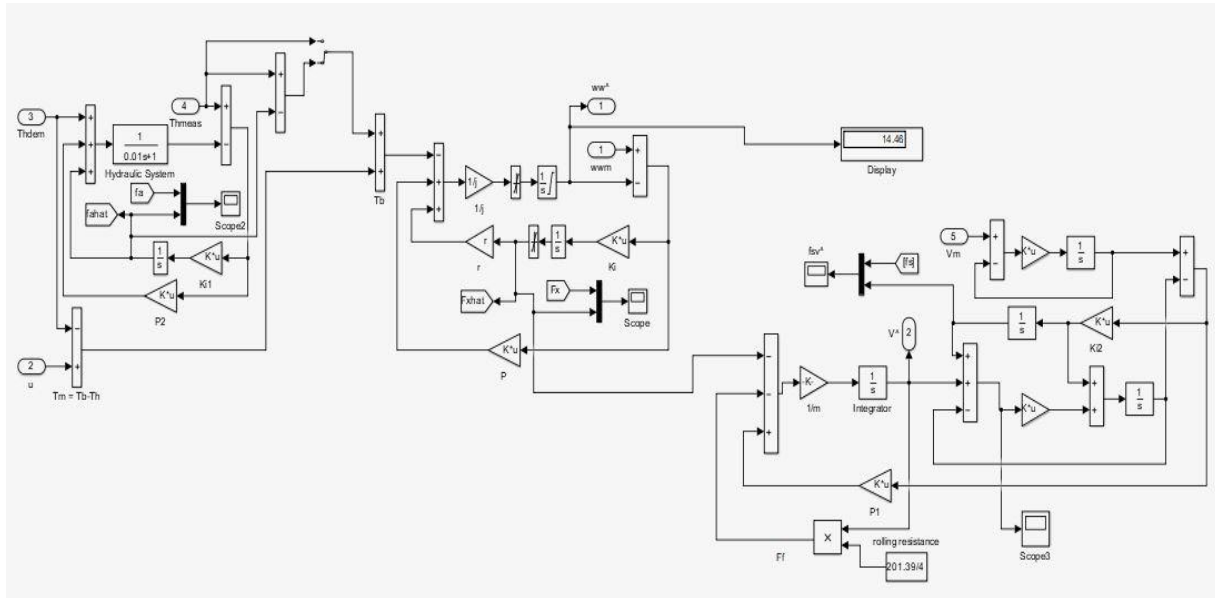 ww^
1
4
Thmeas
3
Thdem
1
0.01s+1
Hydraulic System
fa
fahat
Scope2
1
s
K*u
Ki1
K*u
P2
2
u
Tm = Tb-Th
Tb
1/j
1/j
1
s
1
wwm
14.46
Display
r
r
1
s
K*u
Ki
Fxhat
Fx
Scope
K*u
P
5
Vm
K*u
1
s
fsv^
[fs]
1
s
K*u
Ki2
V^
2
-K-
1/m
1
s
Integrator
K*u
1
s
K*u
P1
X
Ff
rolling resistance
201.39/4
Scope3